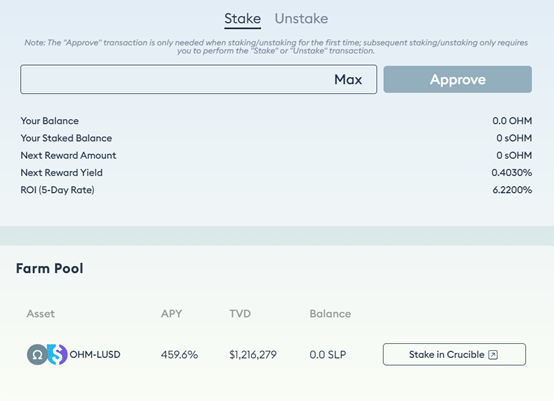 Stake Unstake
Note: The "Approve" transaction is only needed when staking/unstaking for the first time; subsequent staking/unstaking only requires
you to perform the "Stake" or "Unstake" transaction.
Max Approve
Your Balance 0.0 OHM
Your Staked Balance 0 sOHM
Next Reward Amount 0 sOHM
Next Reward Yield 0.4030%
ROI (5-Day Rate) 6.2200%
Farm Pool
Asset APY TVD Balance
OHM-LUSD 459.6% $1,216,279 0.0 SLP Stake in Crucible